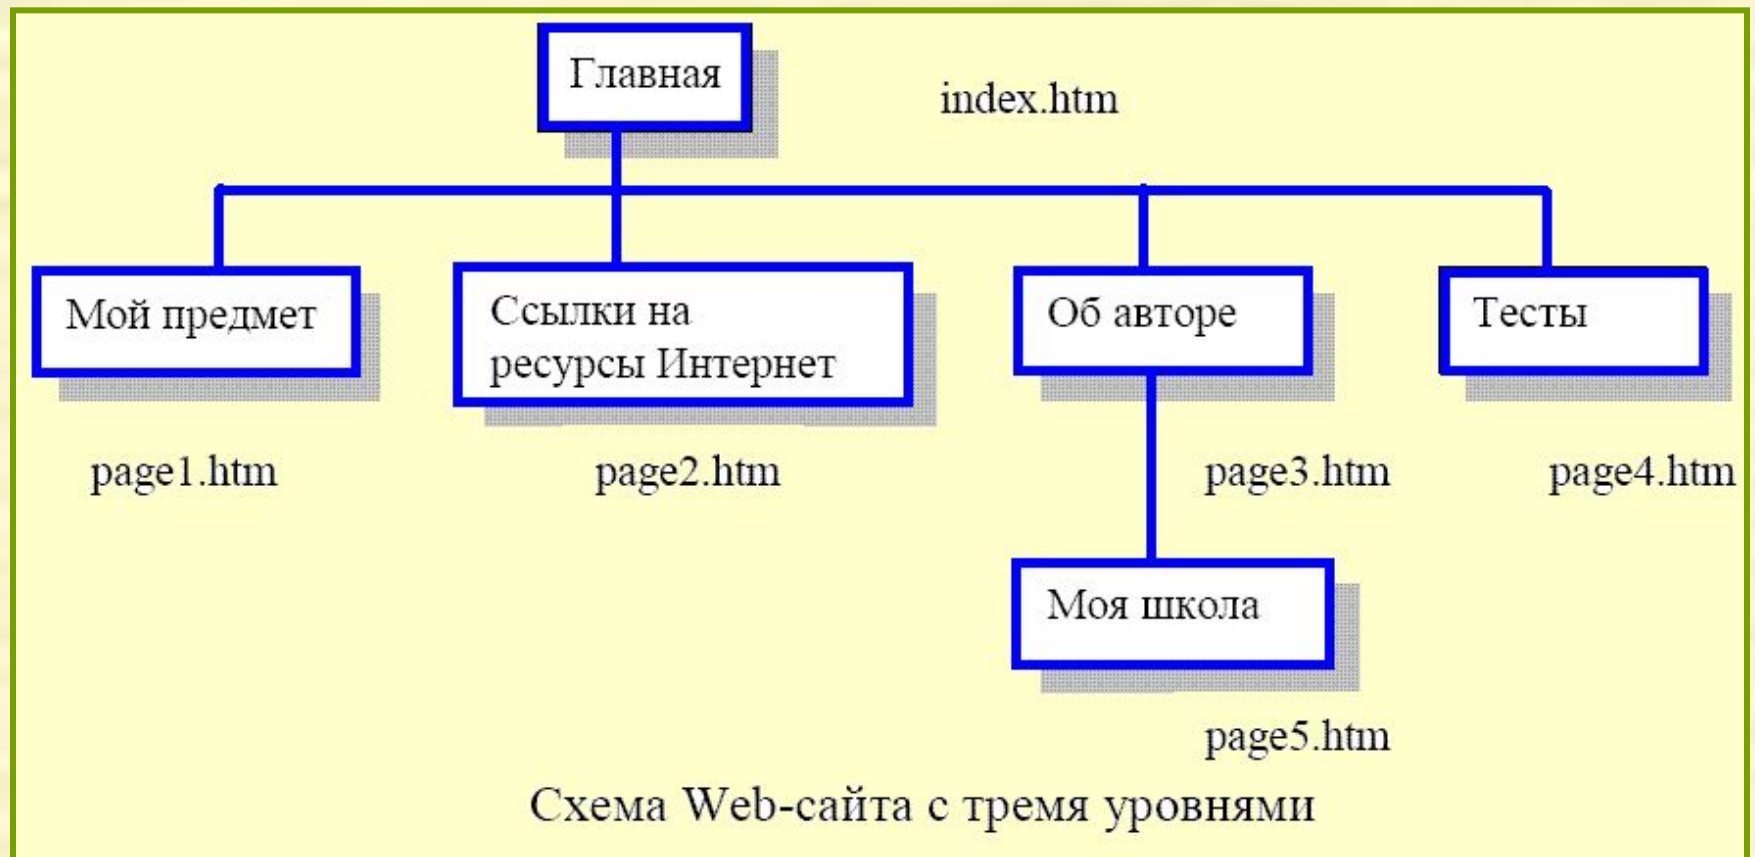 Главная
index.htm
Мой предмет
Ссылки на
ресурсы Интернет
Об авторе
Тесты
page1.htm
page2.htm
page3.htm
page4.htm
Моя школа
page5.htm
Схема Web-сайта с тремя уровнями